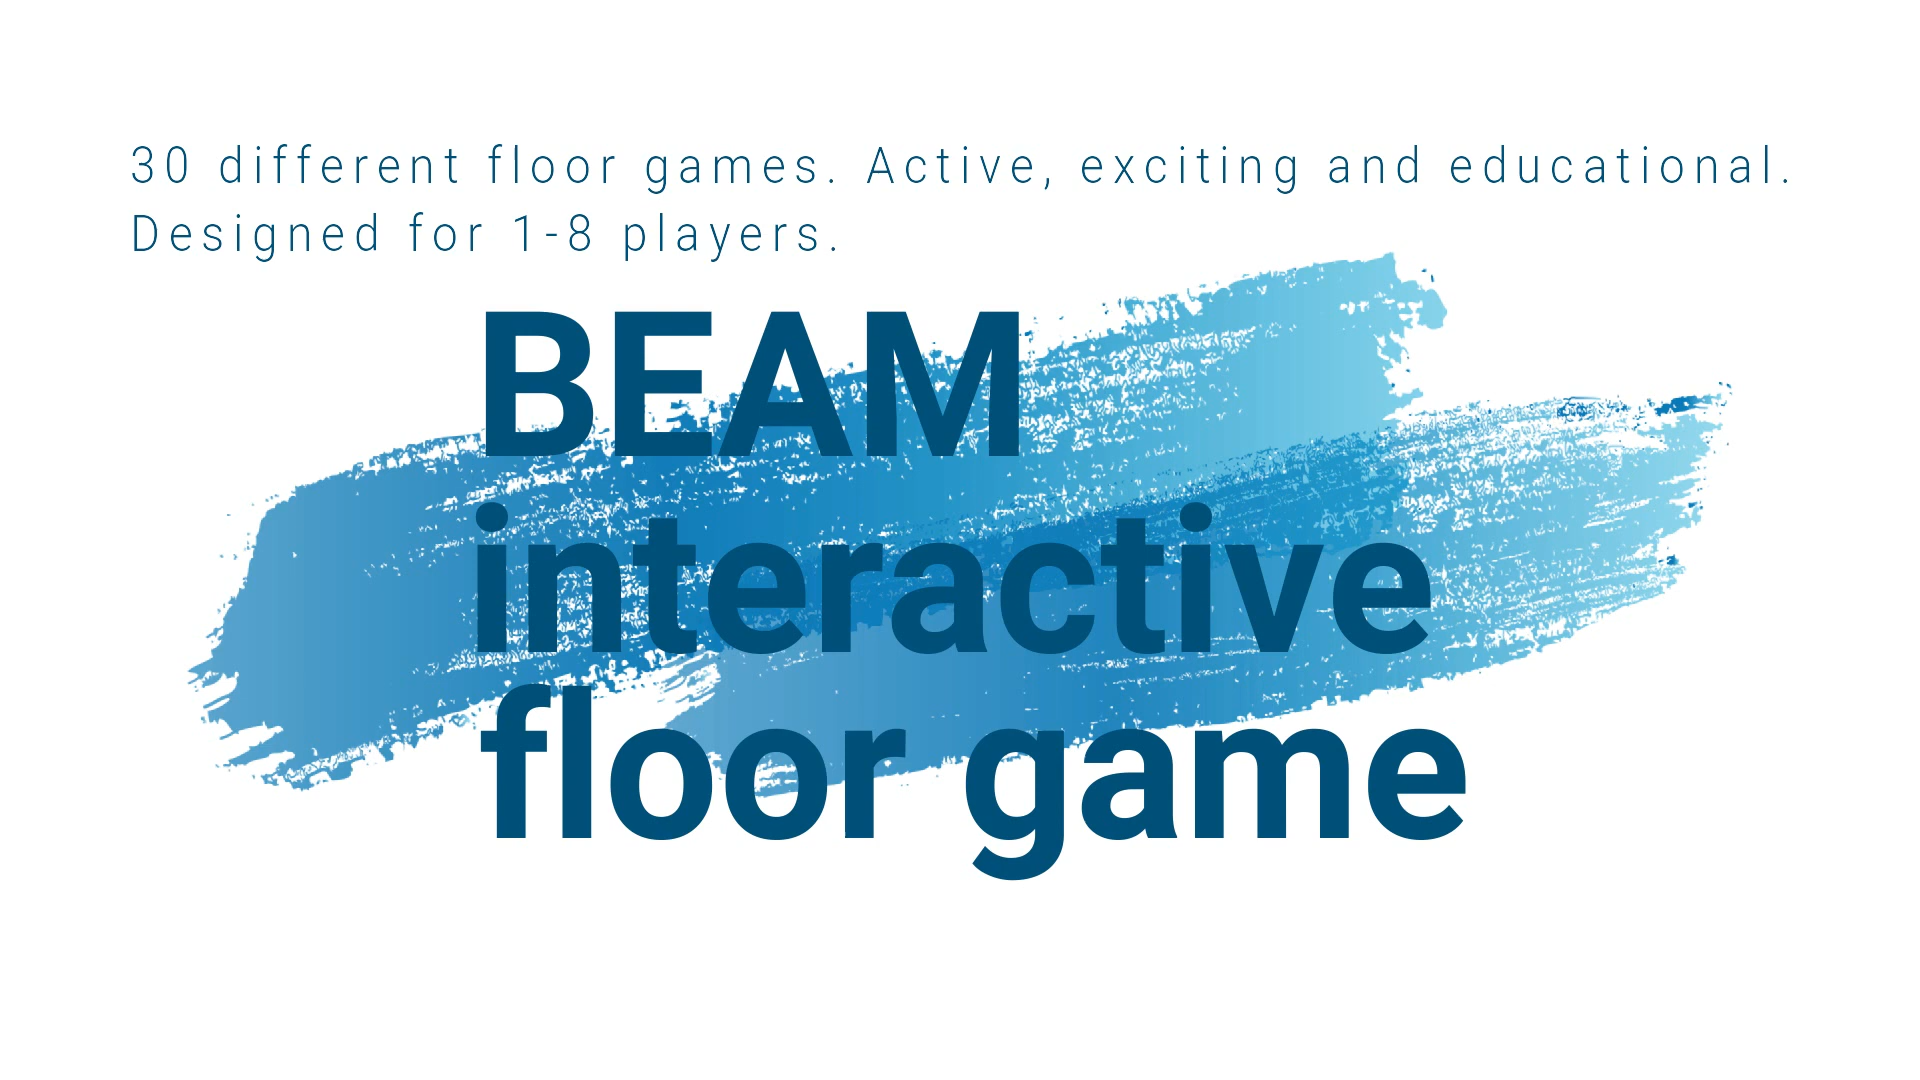 30 different floor games. Active, exciting and educational.
Designed for 1-8 players.
BEAM
interactive
floor game